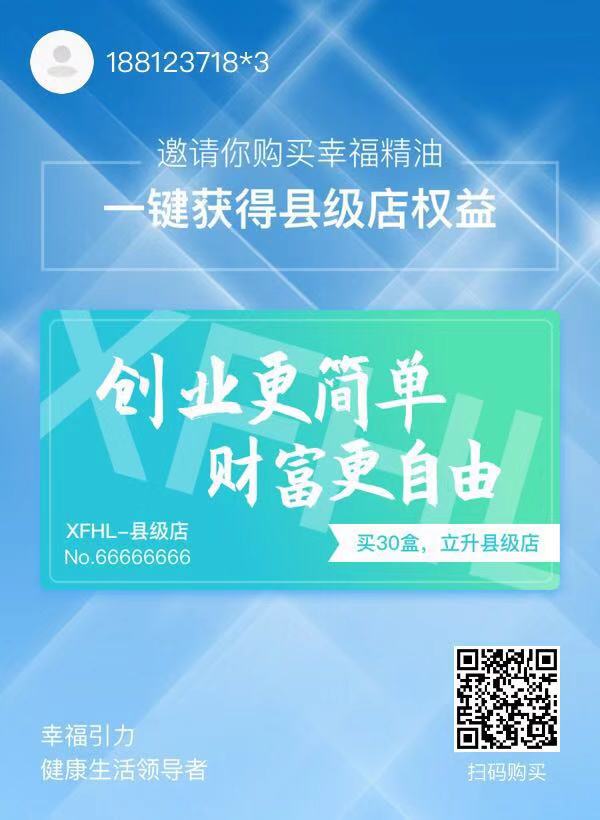 188123718*3
邀请你购买幸福精油
一键获得县级店权益
XFHL
创业更简单
财富更自由
XFHL-县级店
No.66666666
买30盒，立升县级店
幸福引力
健康生活领导者
扫码购买